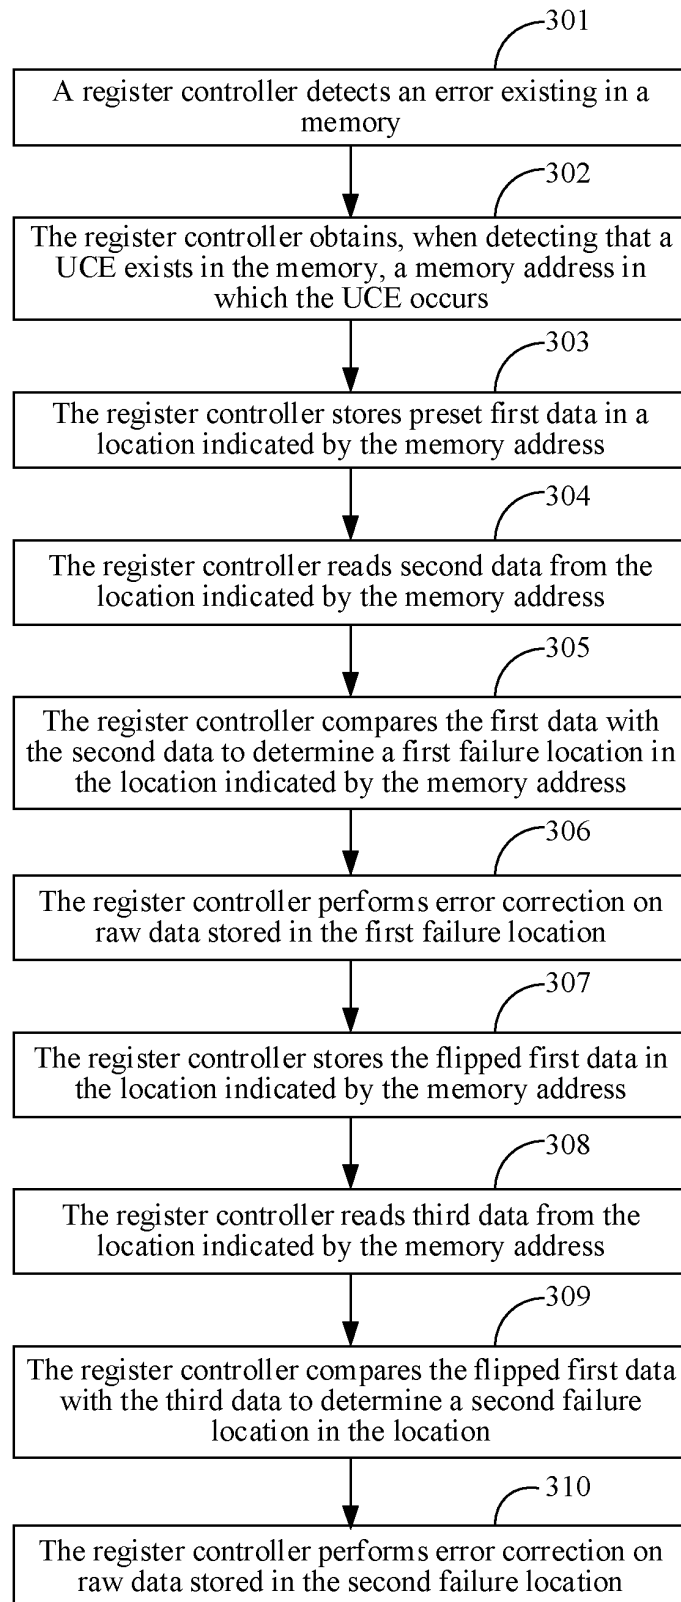 301
A register controller detects an error existing in a
memory
302
The register controller obtains, when detecting that a
UCE exists in the memory, a memory address in
which the UCE occurs
303
The register controller stores preset first data in a
location indicated by the memory address
304
The register controller reads second data from the
location indicated by the memory address
305
The register controller compares the first data with
the second data to determine a first failure location in
the location indicated by the memory address
306
The register controller performs error correction on
raw data stored in the first failure location
307
The register controller stores the flipped first data in
the location indicated by the memory address
308
The register controller reads third data from the
location indicated by the memory address
309
The register controller compares the flipped first data
with the third data to determine a second failure
location in the location
310
The register controller performs error correction on
raw data stored in the second failure location